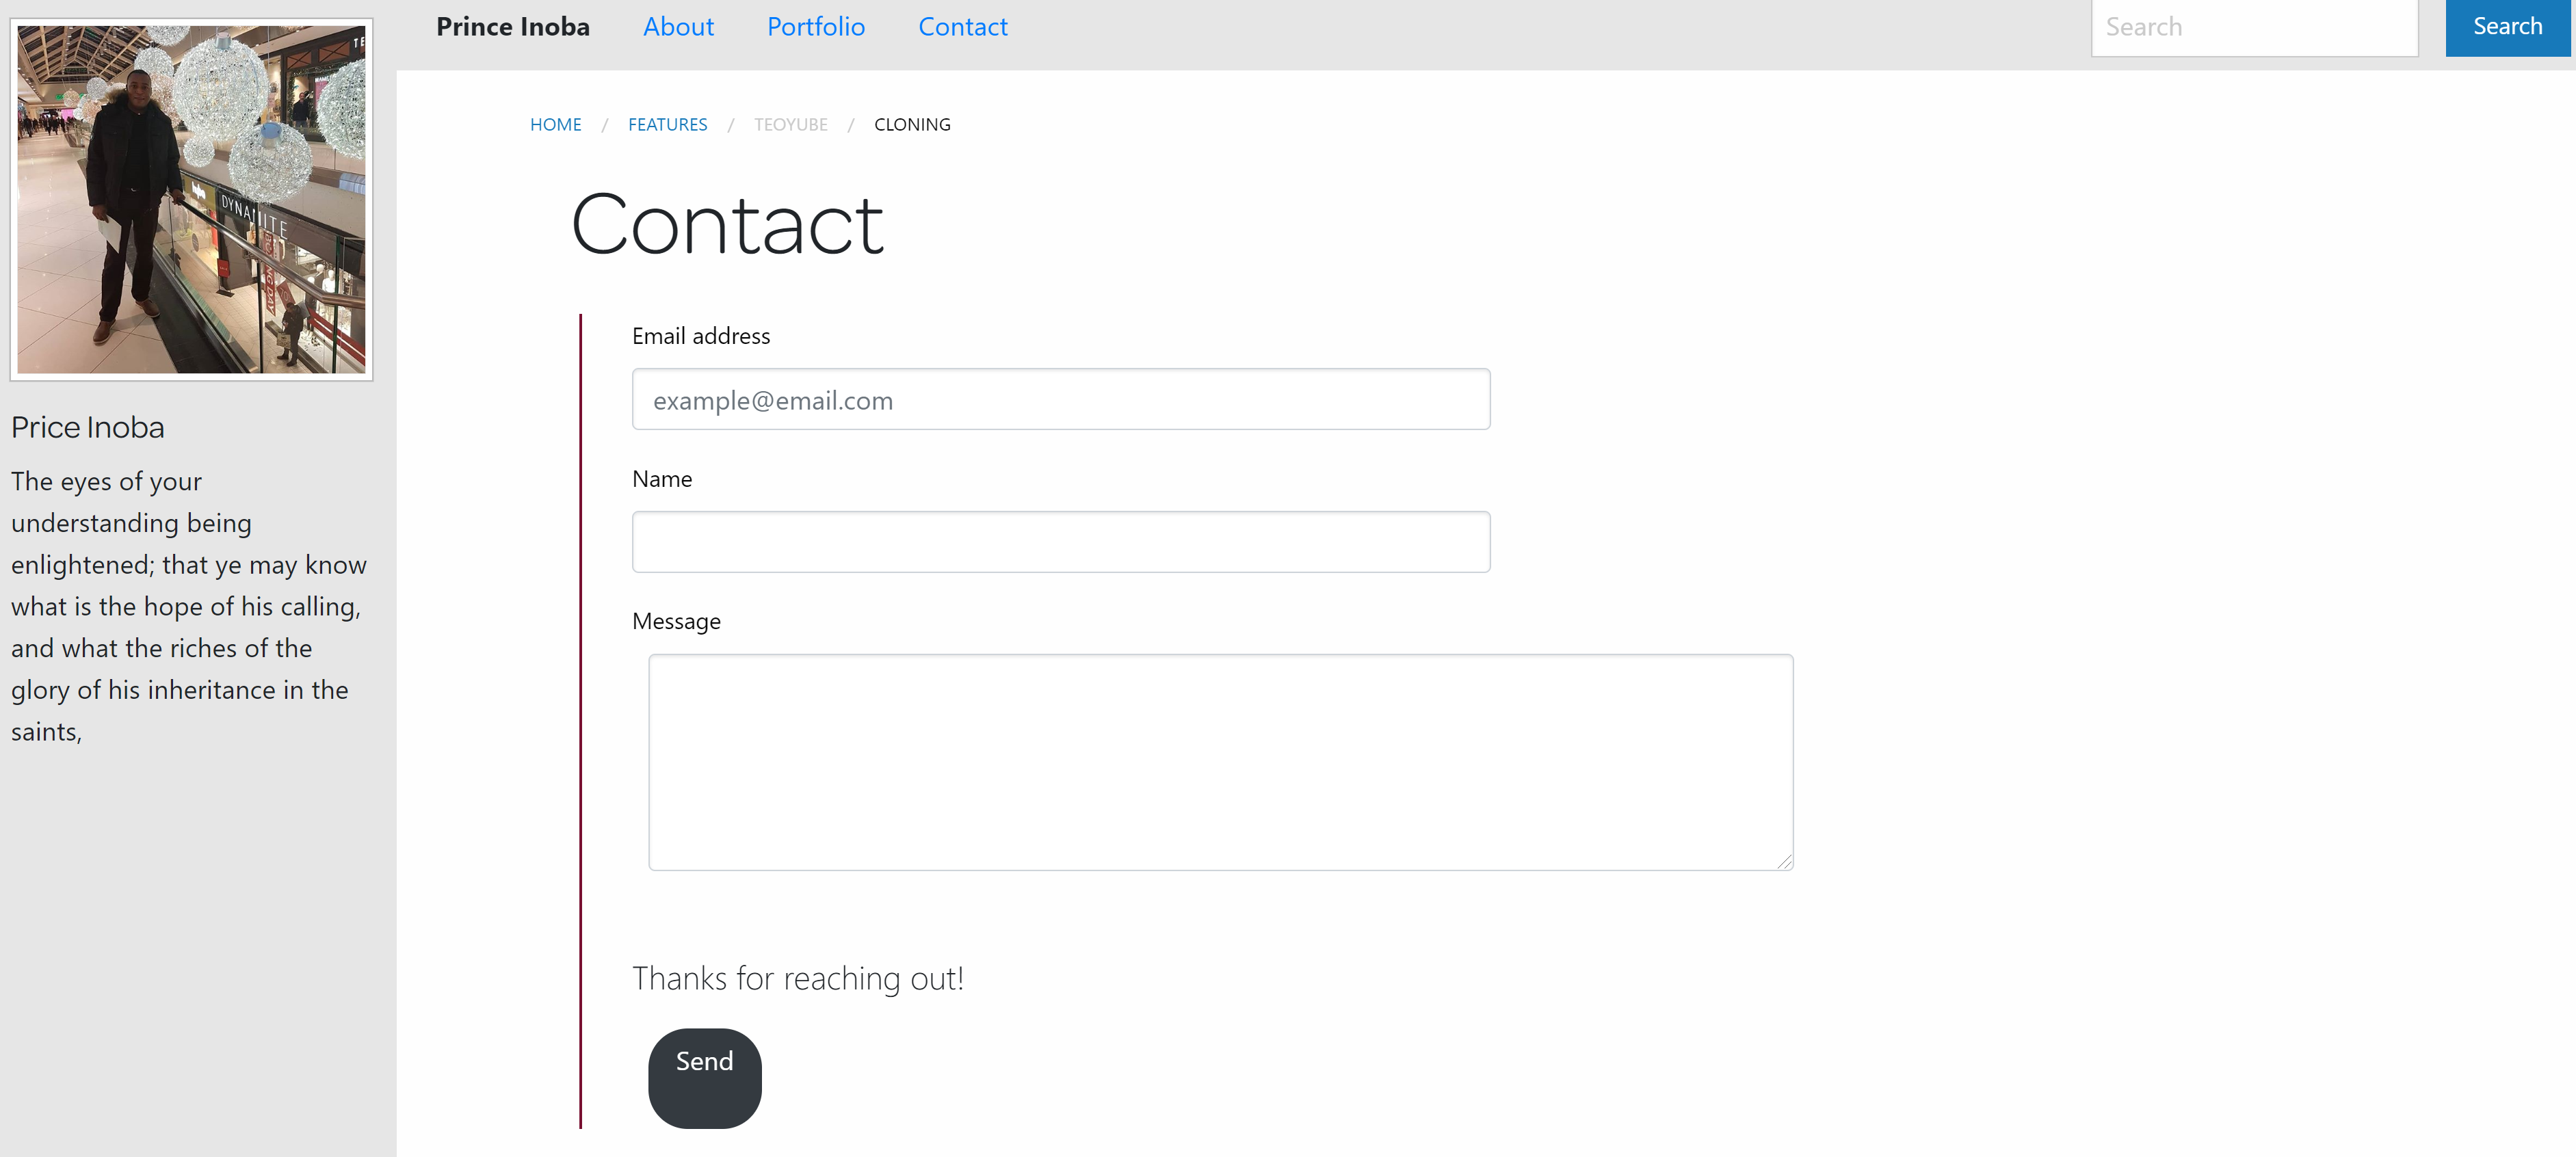 Prince Inoba About Portfolio Contact Search Search
HOME / FEATURES / TEOYUBE / CLONING
DYNAMITE
Price Inoba
The eyes of your
understanding being
enlightened; that ye may know
what is the hope of his calling,
and what the riches of the
glory of his inheritance in the
saints,
Contact
Email address
example@email.com
Name
Message
Thanks for reaching out!
Send